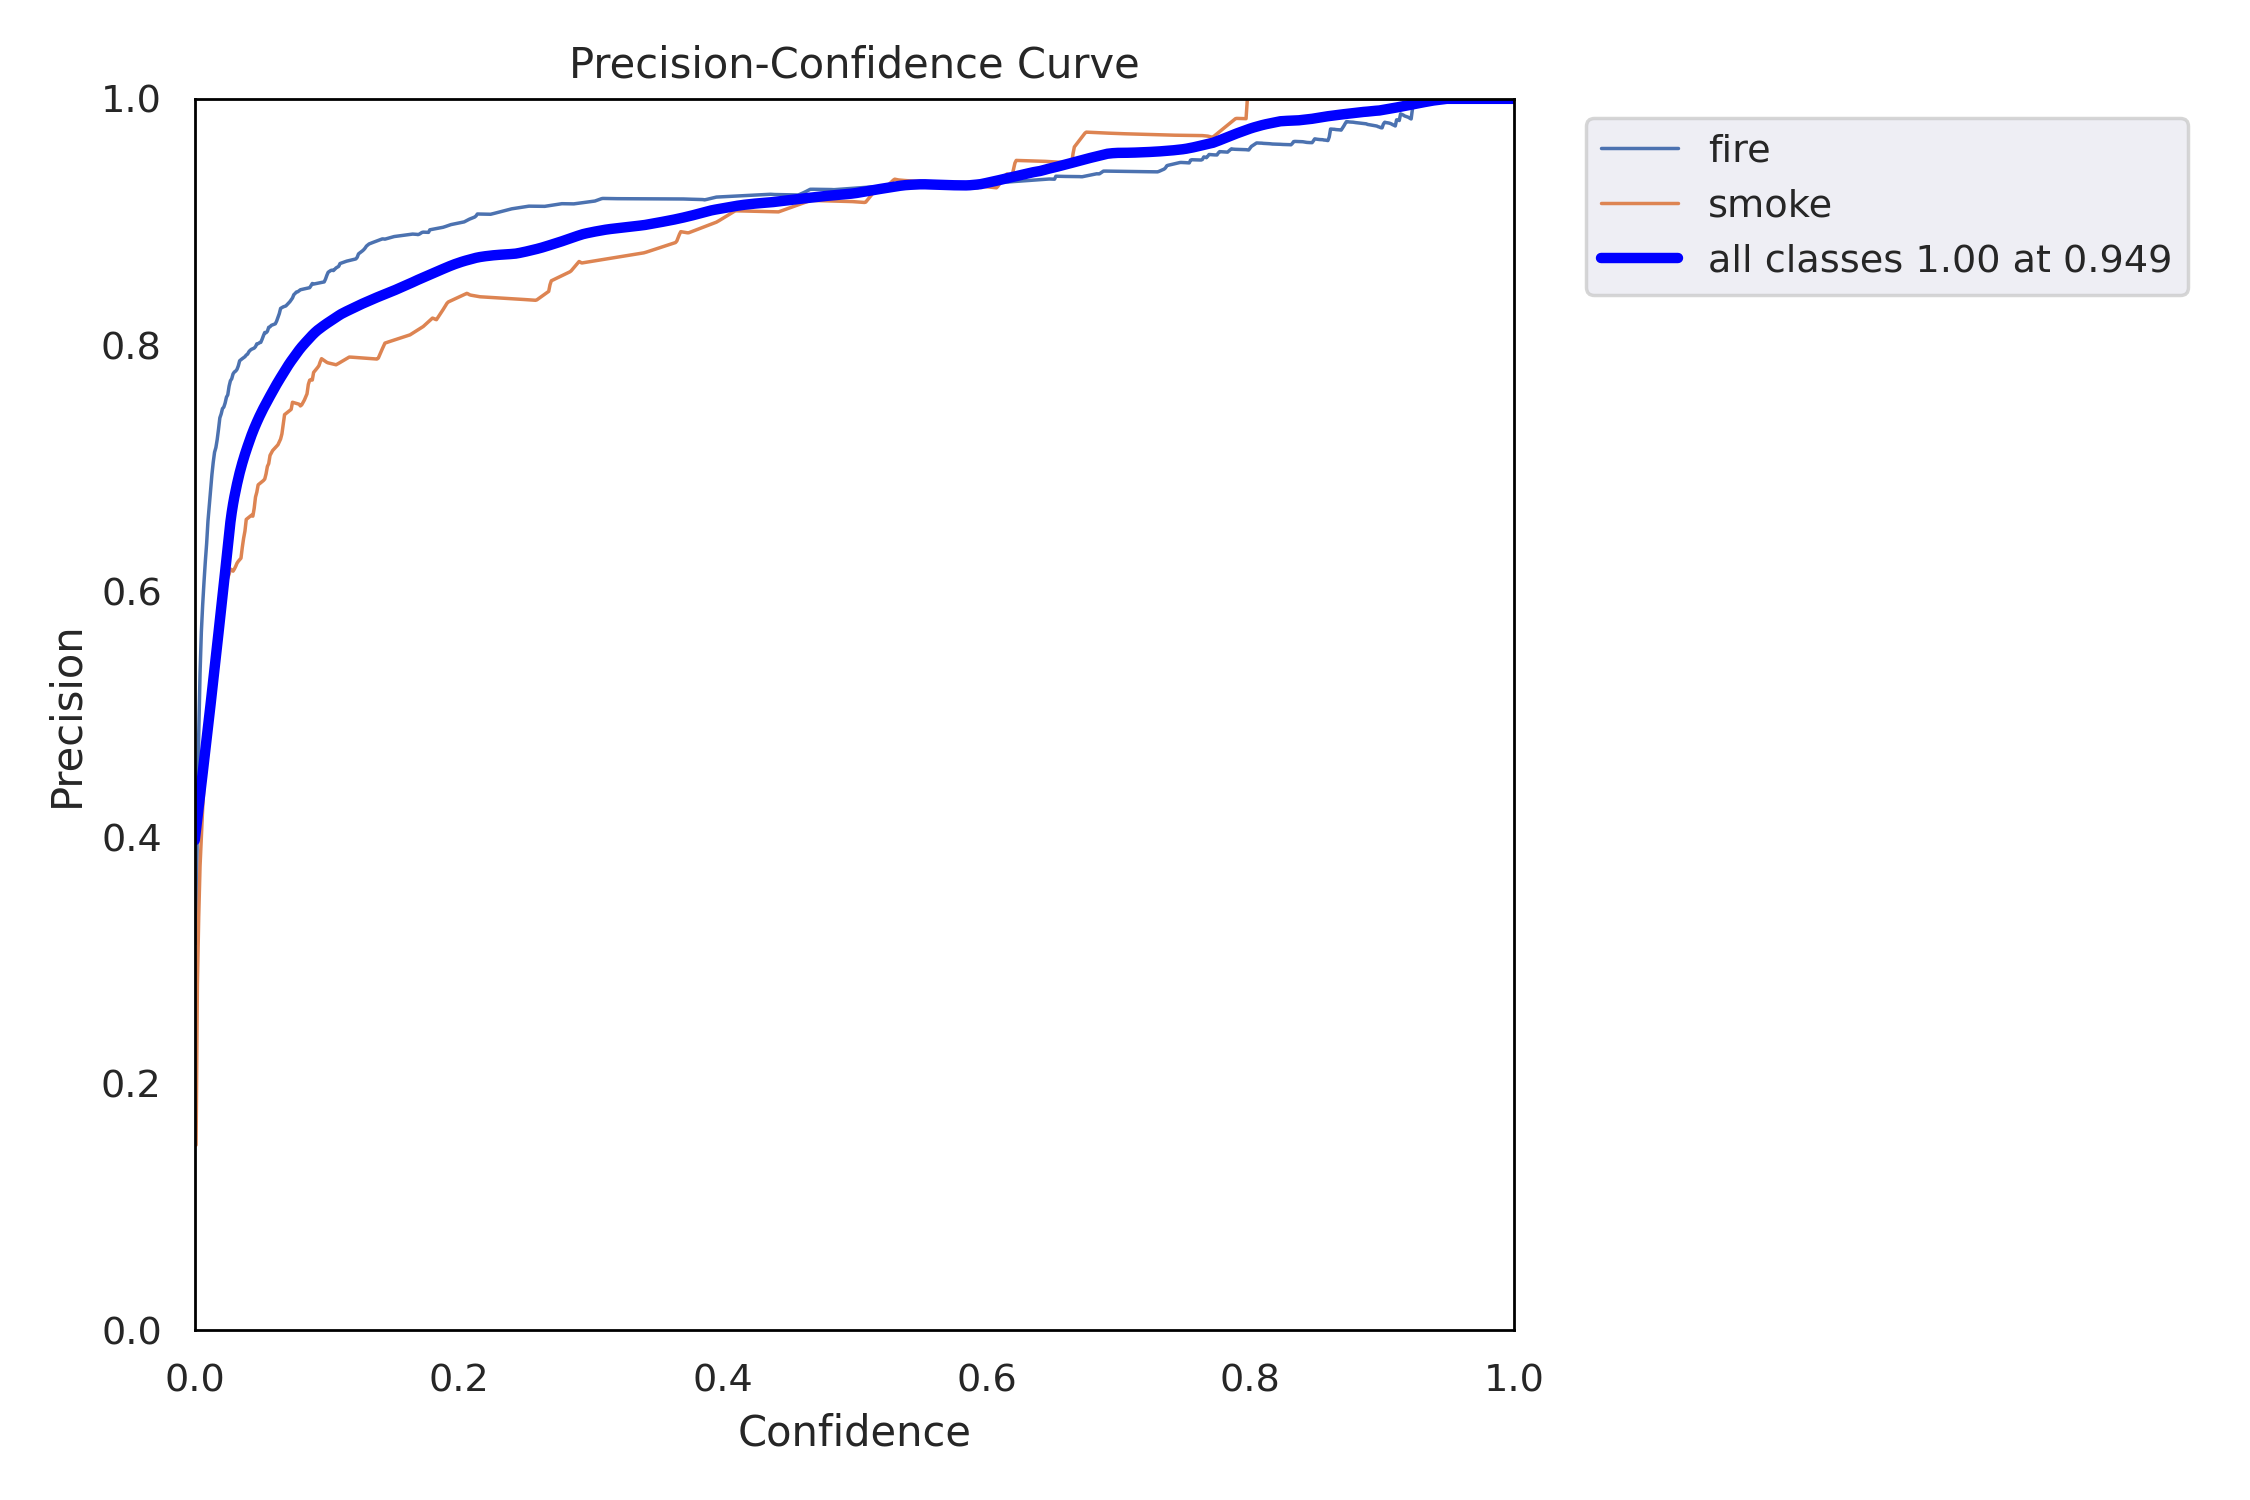 Precision-Confidence Curve
1.0
0.8
0.6
0.4
0.2
0.0
Precision
0.0 0.2 0.4 0.6 0.8 1.0
Confidence
fire
smoke
all classes 1.00 at 0.949